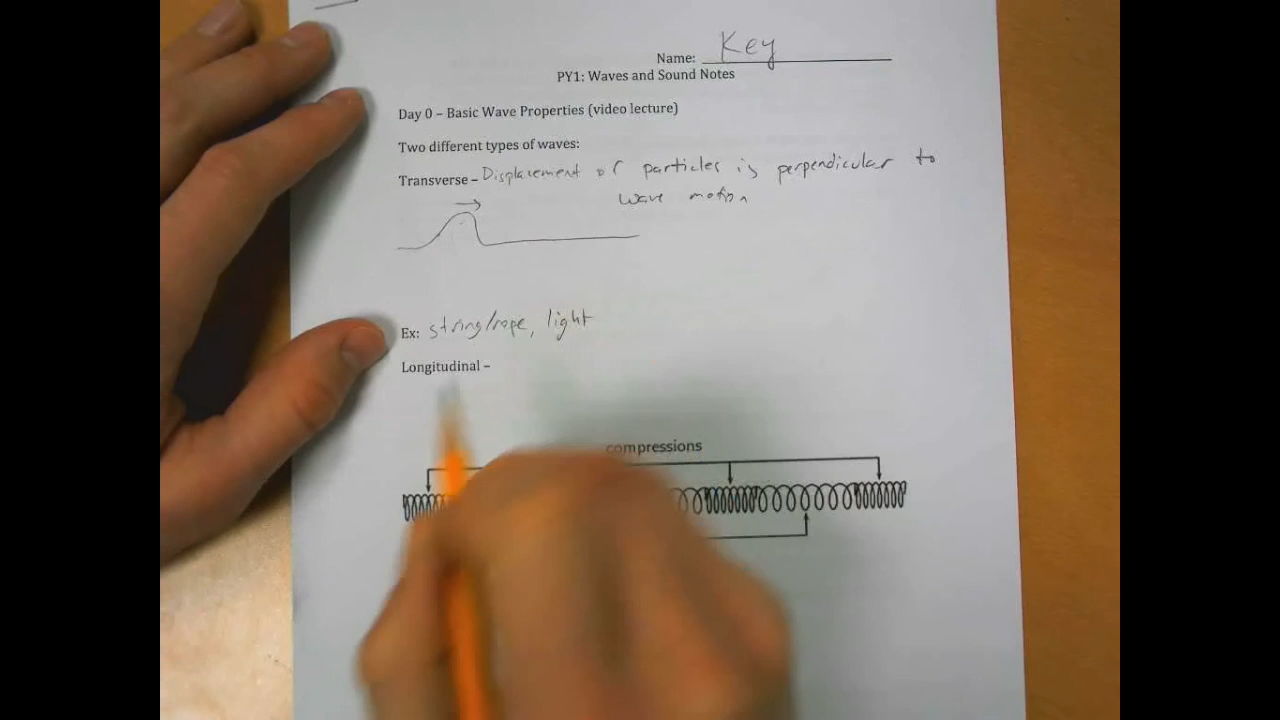 Name: Key
PY1: Waves and Sound Notes
Day 0 – Basic Wave Properties (video lecture)
Two different types of waves:
Transverse – Displacement of particles is perpendicular to
wave motion
Ex: string/rope, light
Longitudinal –
compressions